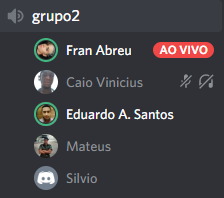 grupo2
Fran Abreu AO VIVO
Caio Vinicius
Eduardo A. Santos
Mateus
Silvio